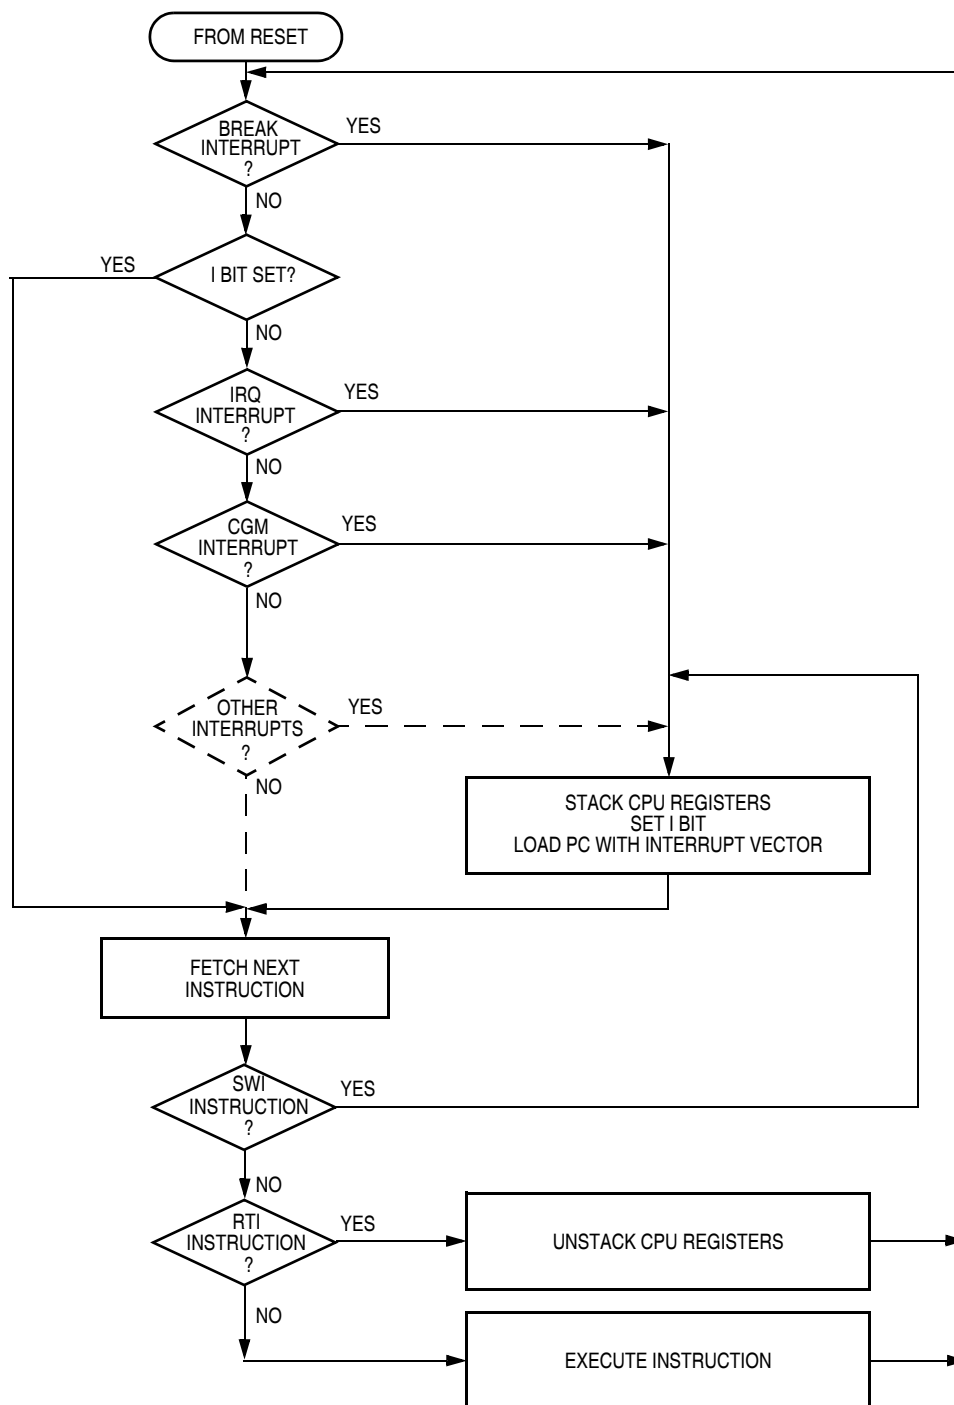 FROM RESET
BREAK
INTERRUPT
?
YES
NO
YES
I BIT SET?
NO
IRQ
INTERRUPT
?
YES
NO
CGM
INTERRUPT
?
YES
NO
OTHER
INTERRUPTS
?
YES
NO
STACK CPU REGISTERS
SET I BIT
LOAD PC WITH INTERRUPT VECTOR
FETCH NEXT
INSTRUCTION
SWI
INSTRUCTION
?
YES
NO
RTI
INSTRUCTION
?
YES
UNSTACK CPU REGISTERS
NO
EXECUTE INSTRUCTION